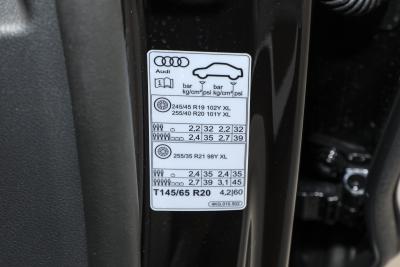 Audi
bar bar
kg/cm² psi kg/cm² psi
245/45 R19 102Y XL
255/40 R20 101Y XL
2,2 32 2,2 32
2,4 35 2,7 39
255/35 R21 98Y XL
2,4 35 2,4 35
2,7 39 3,1 45
T145/65 R20 4,2 60